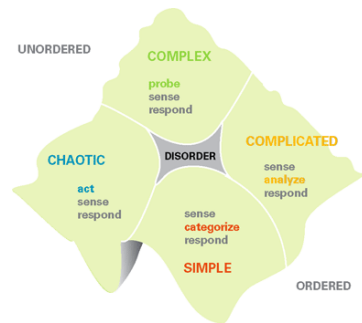 UNORDERED
COMPLEX
probe
sense
respond
COMPLICATED
sense
analyze
respond
CHAOTIC
act
sense
respond
DISORDER
sense
categorize
respond
SIMPLE
ORDERED